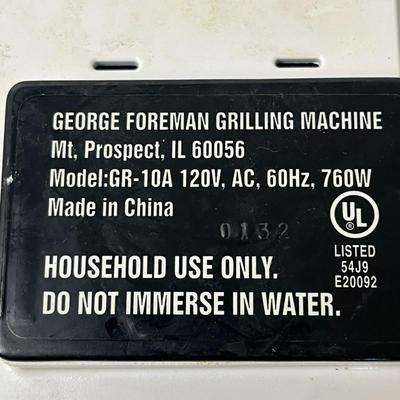 GEORGE FOREMAN GRILLING MACHINE
Mt, Prospect, IL 60056
Model:GR-10A 120V, AC, 60Hz, 760W
Made in China
0132
UL
LISTED
54J9
E20092
HOUSEHOLD USE ONLY.
DO NOT IMMERSE IN WATER.